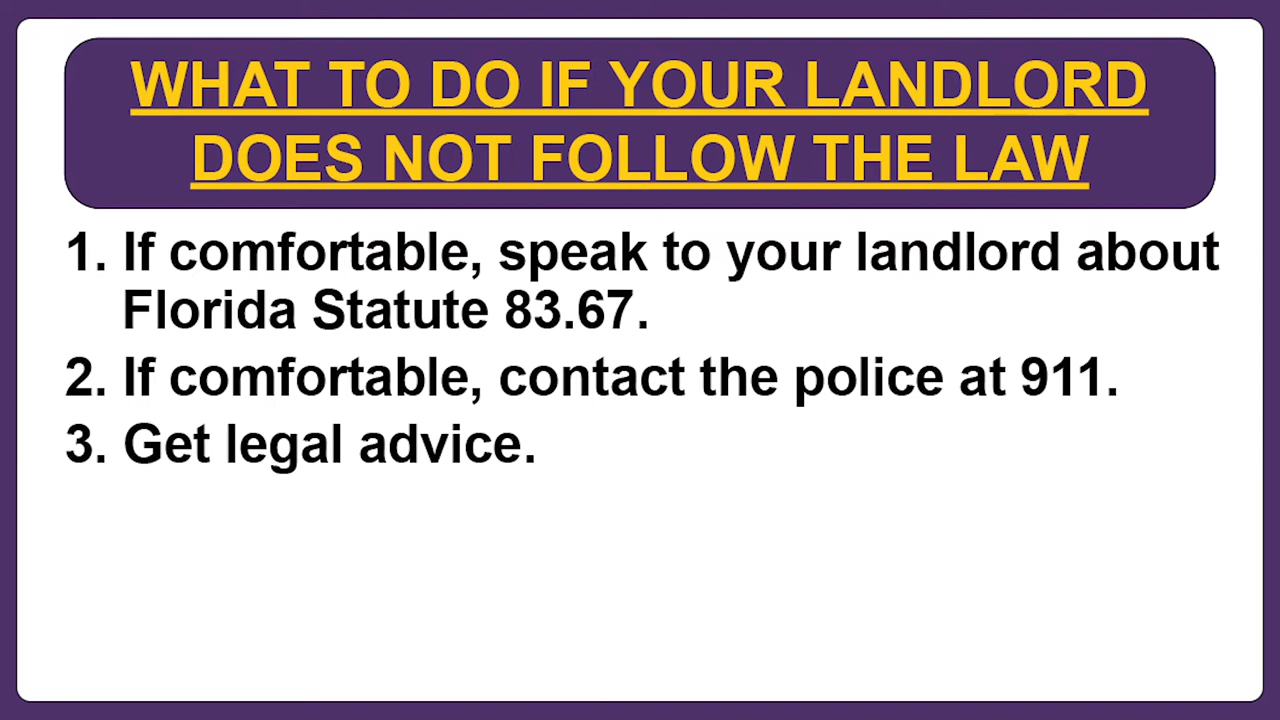 WHAT TO DO IF YOUR LANDLORD
DOES NOT FOLLOW THE LAW
1. If comfortable, speak to your landlord about
Florida Statute 83.67.
2. If comfortable, contact the police at 911.
3. Get legal advice.